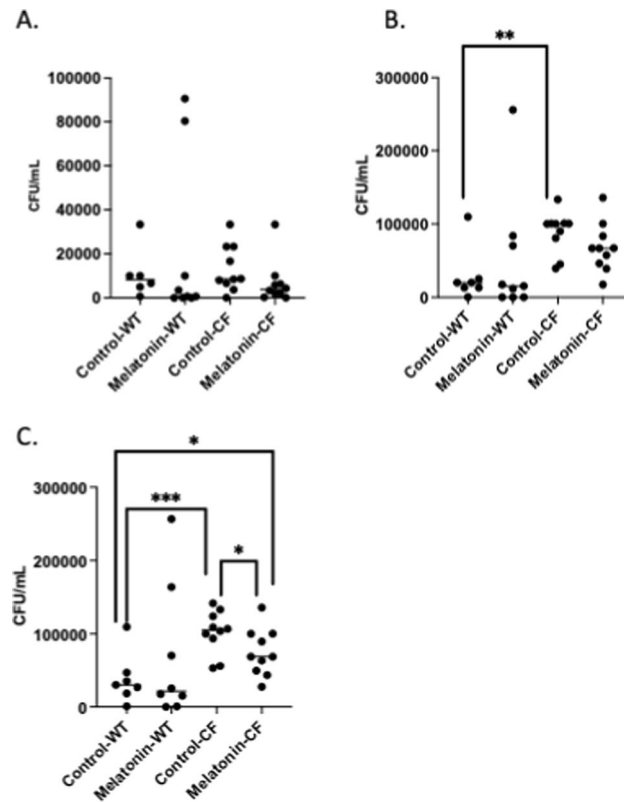 A.
100000
80000
60000
40000
20000
0
CFU/mL
Control-WT
Melatonin-WT
Control-CF
Melatonin-CF
B.
**
300000
200000
100000
0
CFU/mL
Control-WT
Melatonin-WT
Control-CF
Melatonin-CF
C.
*
***
*
300000
200000
100000
0
CFU/mL
Control-WT
Melatonin-WT
Control-CF
Melatonin-CF